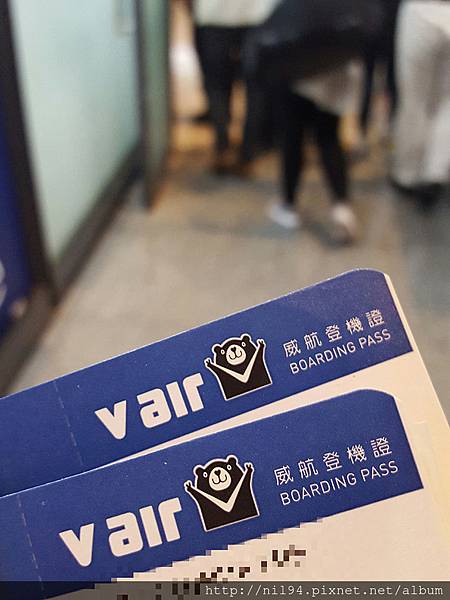 v air
威航登機證
BOARDING PASS
v air
威航登機證
BOARDING PASS
http://nil94.pixnet.net/album